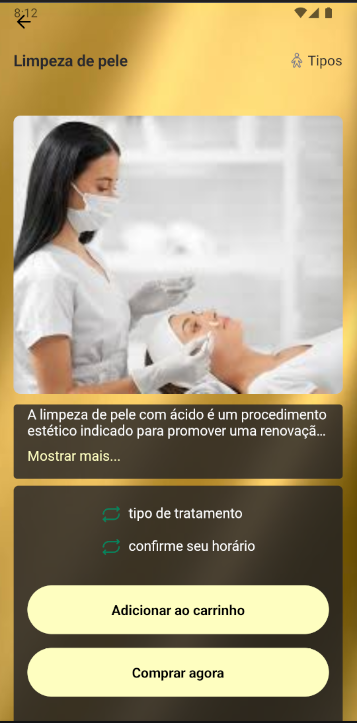 8:12
Limpeza de pele
Tipos
A limpeza de pele com ácido é um procedimento
estético indicado para promover uma renovaçã...
Mostrar mais...
tipo de tratamento
confirme seu horário
Adicionar ao carrinho
Comprar agora